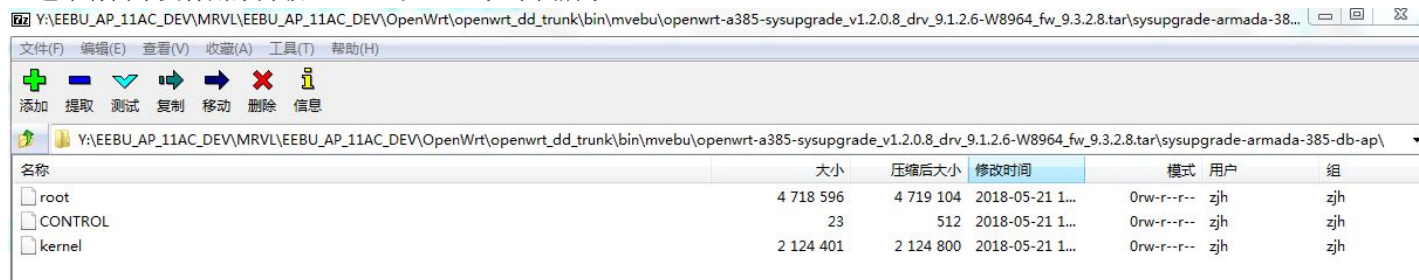 Y:\EEBU_AP_11AC_DEV\MRVL\EEBU_AP_11AC_DEV\OpenWrt\openwrt_dd_trunk\bin\mvebu\openwrt-a385-sysupgrade_v1.2.0.8_drv_9.1.2.6-W8964_fw_9.3.2.8.tar\sysupgrade-armada-38...
文件(F) 编辑(E) 查看(V) 收藏(A) 工具(T) 帮助(H)
添加 提取 测试 复制 移动 删除 信息
Y:\EEBU_AP_11AC_DEV\MRVL\EEBU_AP_11AC_DEV\OpenWrt\openwrt_dd_trunk\bin\mvebu\openwrt-a385-sysupgrade_v1.2.0.8_drv_9.1.2.6-W8964_fw_9.3.2.8.tar\sysupgrade-armada-385-db-ap\
名称 大小 压缩后大小 修改时间 模式 用户 组
root 4 718 596 4 719 104 2018-05-21 1... 0rw-r--r-- zjh zjh
CONTROL 23 512 2018-05-21 1... 0rw-r--r-- zjh zjh
kernel 2 124 401 2 124 800 2018-05-21 1... 0rw-r--r-- zjh zjh